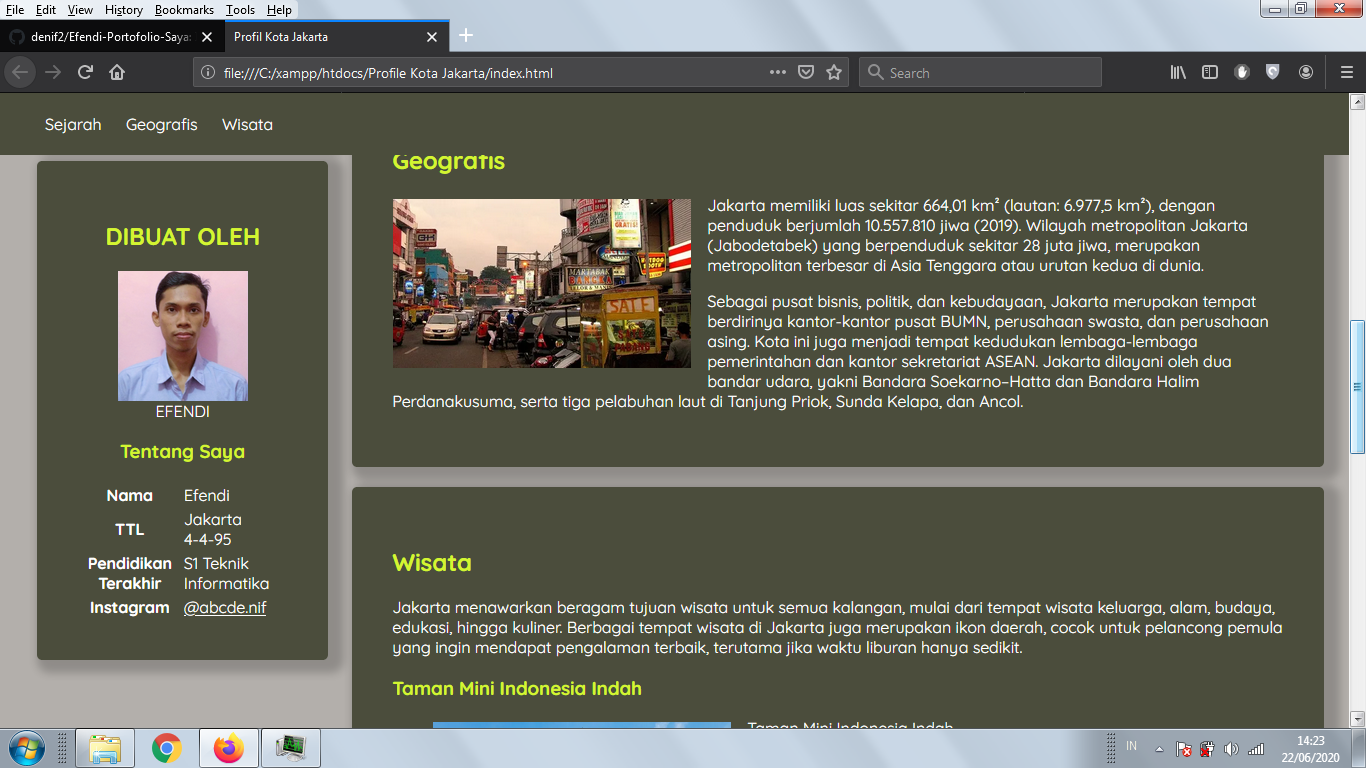 File Edit View History Bookmarks Tools Help
denif2/Efendi-Portofolio-Saya:
Profil Kota Jakarta
file:///C:/xampp/htdocs/Profile Kota Jakarta/index.html
Search
Sejarah Geografis Wisata
DIBUAT OLEH
EFENDI
Tentang Saya
Nama Efendi
TTL Jakarta
4-4-95
Pendidikan S1 Teknik
Terakhir Informatika
Instagram @abcde.nif
Geografis
MARTABAK
BANGKA
SALE
Jakarta memiliki luas sekitar 664,01 km² (lautan: 6.977,5 km²), dengan
penduduk berjumlah 10.557.810 jiwa (2019). Wilayah metropolitan Jakarta
(Jabodetabek) yang berpenduduk sekitar 28 juta jiwa, merupakan
metropolitan terbesar di Asia Tenggara atau urutan kedua di dunia.
Sebagai pusat bisnis, politik, dan kebudayaan, Jakarta merupakan tempat
berdirinya kantor-kantor pusat BUMN, perusahaan swasta, dan perusahaan
asing. Kota ini juga menjadi tempat kedudukan lembaga-lembaga
pemerintahan dan kantor sekretariat ASEAN. Jakarta dilayani oleh dua
bandar udara, yakni Bandara Soekarno–Hatta dan Bandara Halim
Perdanakusuma, serta tiga pelabuhan laut di Tanjung Priok, Sunda Kelapa, dan Ancol.
Wisata
Jakarta menawarkan beragam tujuan wisata untuk semua kalangan, mulai dari tempat wisata keluarga, alam, budaya,
edukasi, hingga kuliner. Berbagai tempat wisata di Jakarta juga merupakan ikon daerah, cocok untuk pelancong pemula
yang ingin mendapat pengalaman terbaik, terutama jika waktu liburan hanya sedikit.
Taman Mini Indonesia Indah
Taman Mini Indonesia Indah
IN
14:23
22/06/2020